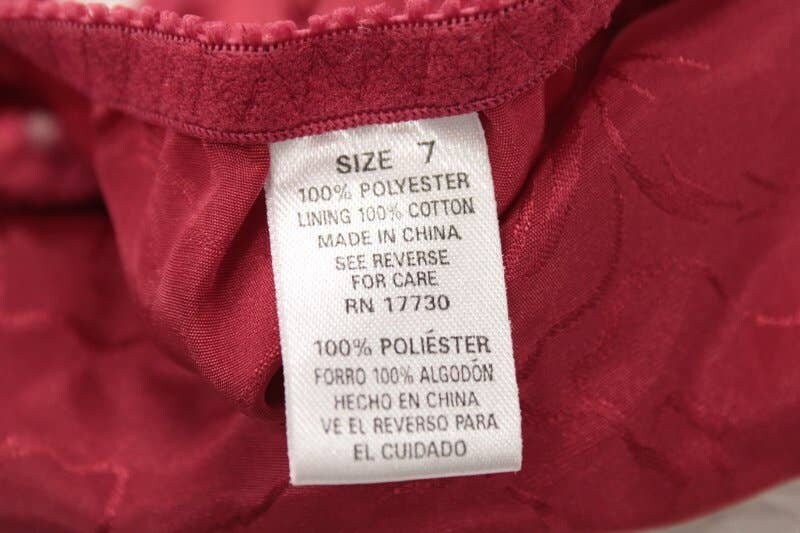 SIZE 7
100% POLYESTER
LINING 100% COTTON
MADE IN CHINA
SEE REVERSE
FOR CARE
RN 17730
100% POLIÉSTER
FORRO 100% ALGODÓN
HECHO EN CHINA
VE EL REVERSO PARA
EL CUIDADO